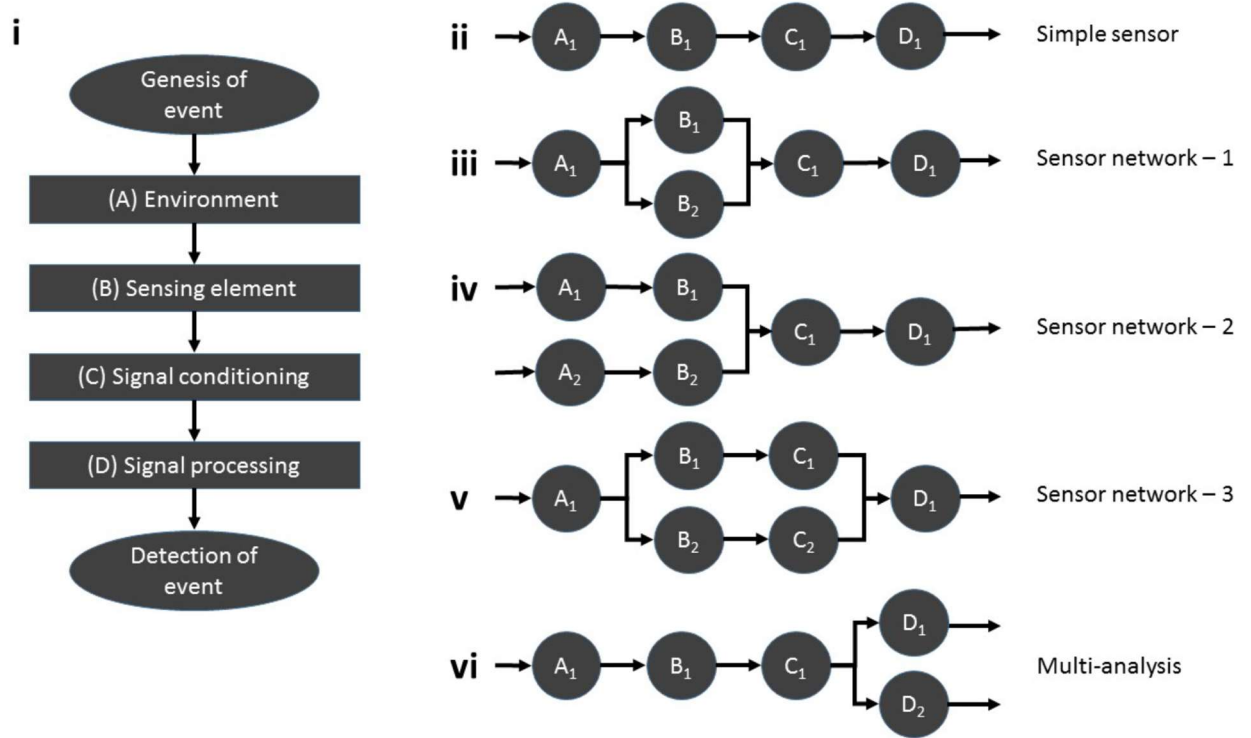 i
Genesis of
event
(A) Environment
(B) Sensing element
(C) Signal conditioning
(D) Signal processing
Detection of
event
ii A₁ B₁ C₁ D₁ Simple sensor
B₁
iii A₁ C₁ D₁ Sensor network – 1
B₂
iv A₁ B₁
C₁ D₁ Sensor network – 2
A₂ B₂
B₁ C₁
v A₁ D₁ Sensor network – 3
B₂ C₂
D₁
vi A₁ B₁ C₁ Multi-analysis
D₂